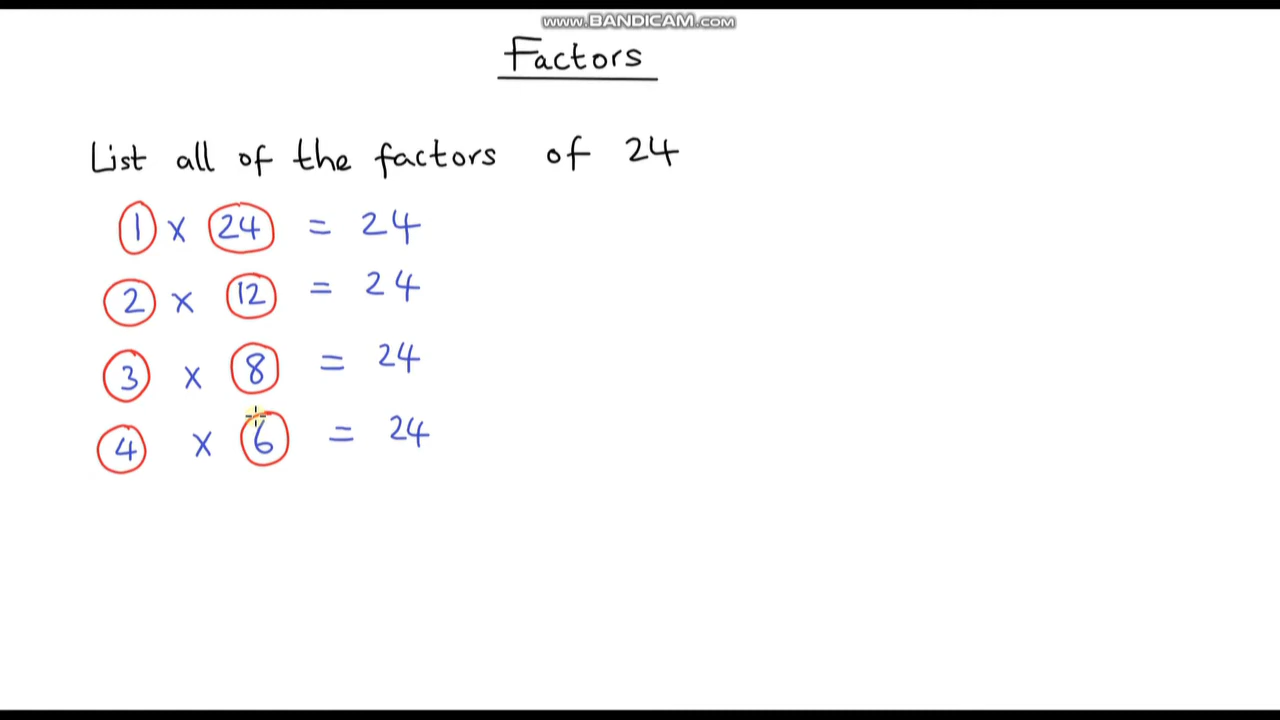 www.BANDICAM.com
Factors
List all of the factors of 24
1 x 24 = 24
2 x 12 = 24
3 x 8 = 24
4 x 6 = 24